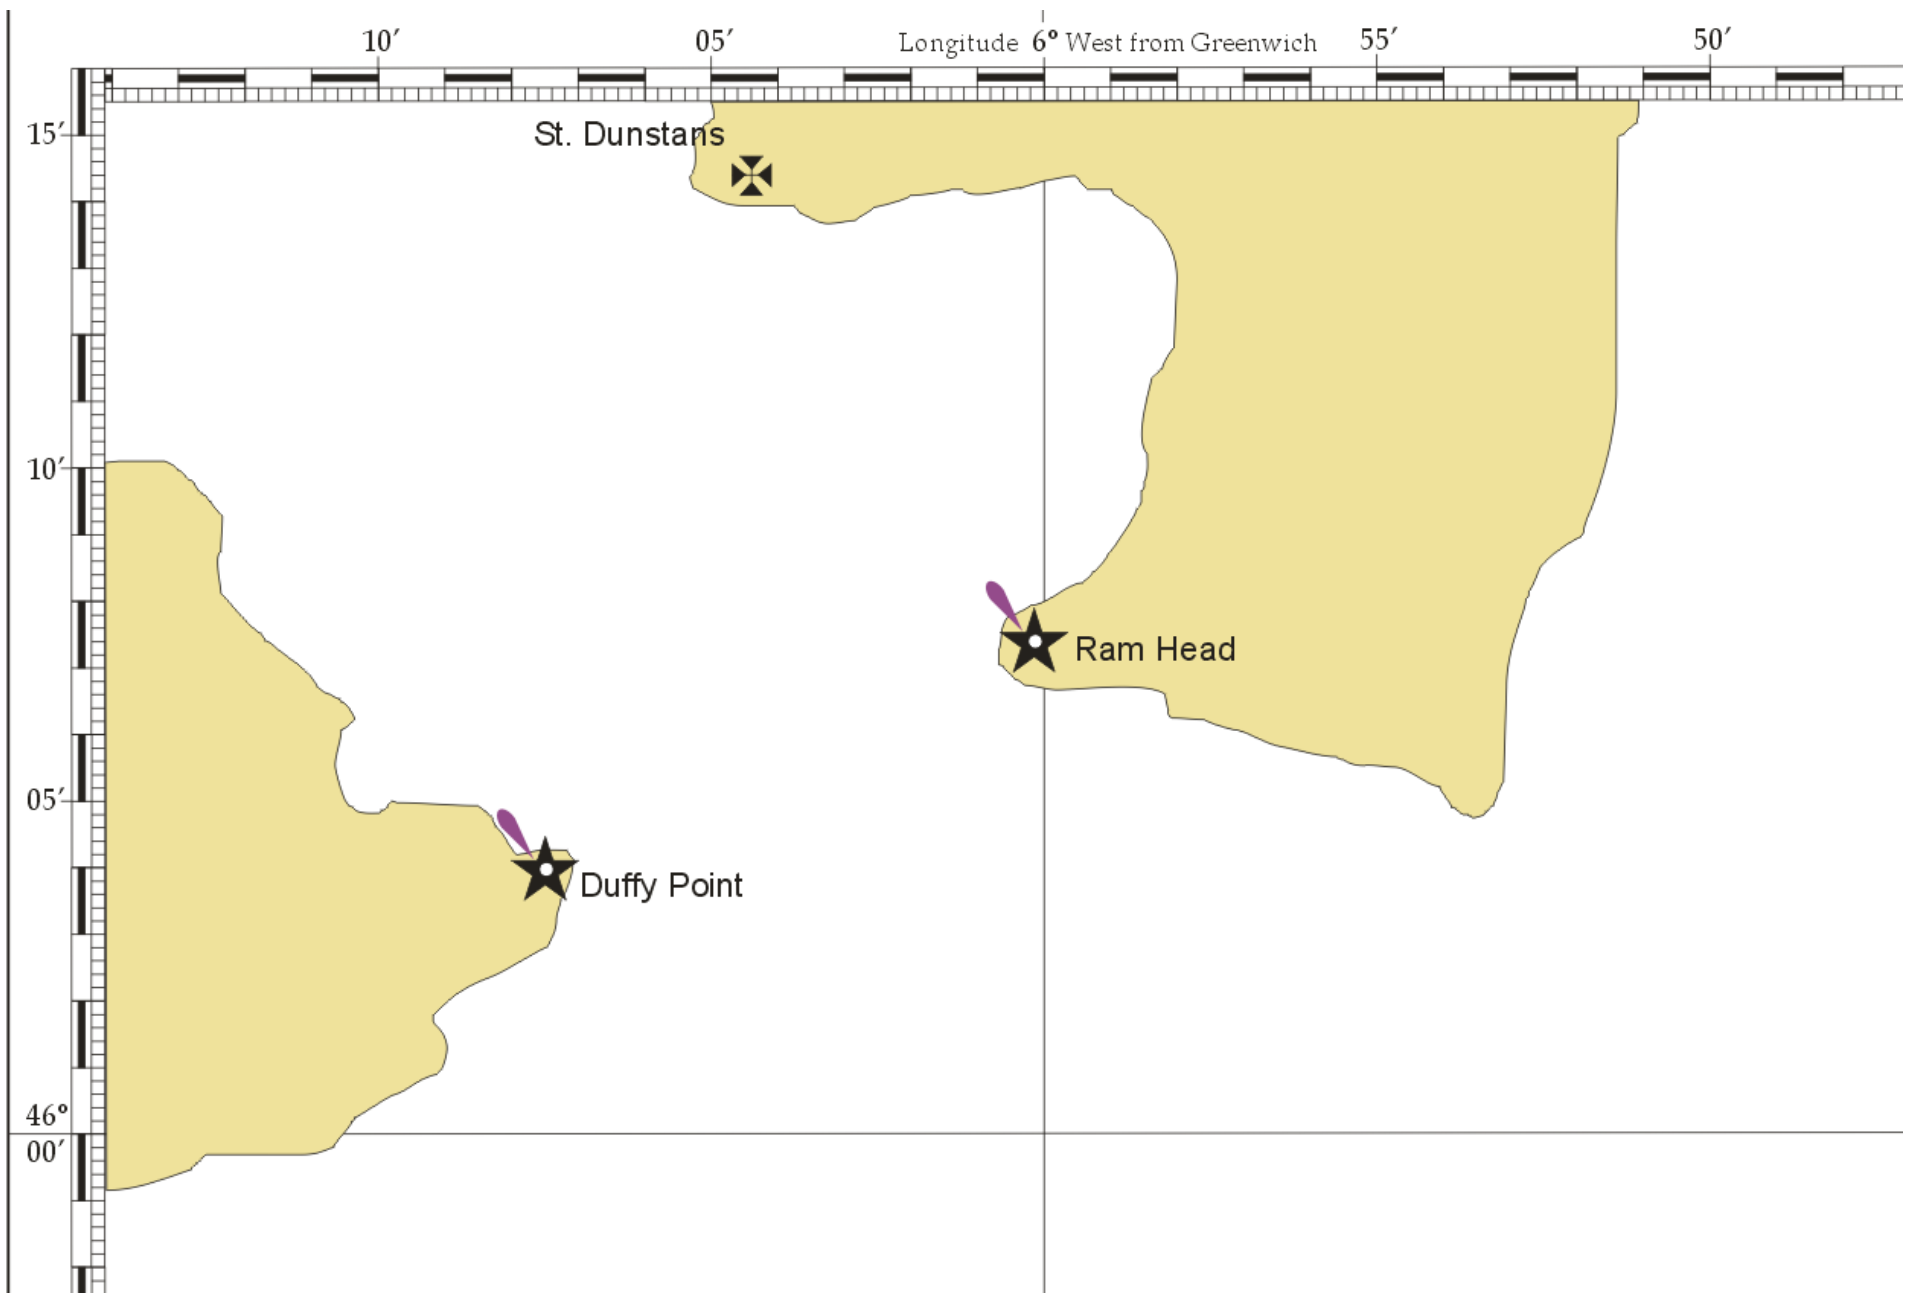 10′ 05′ Longitude 6° West from Greenwich 55′ 50′
15′
St. Dunstans
10′
Ram Head
05′
Duffy Point
46°
00′